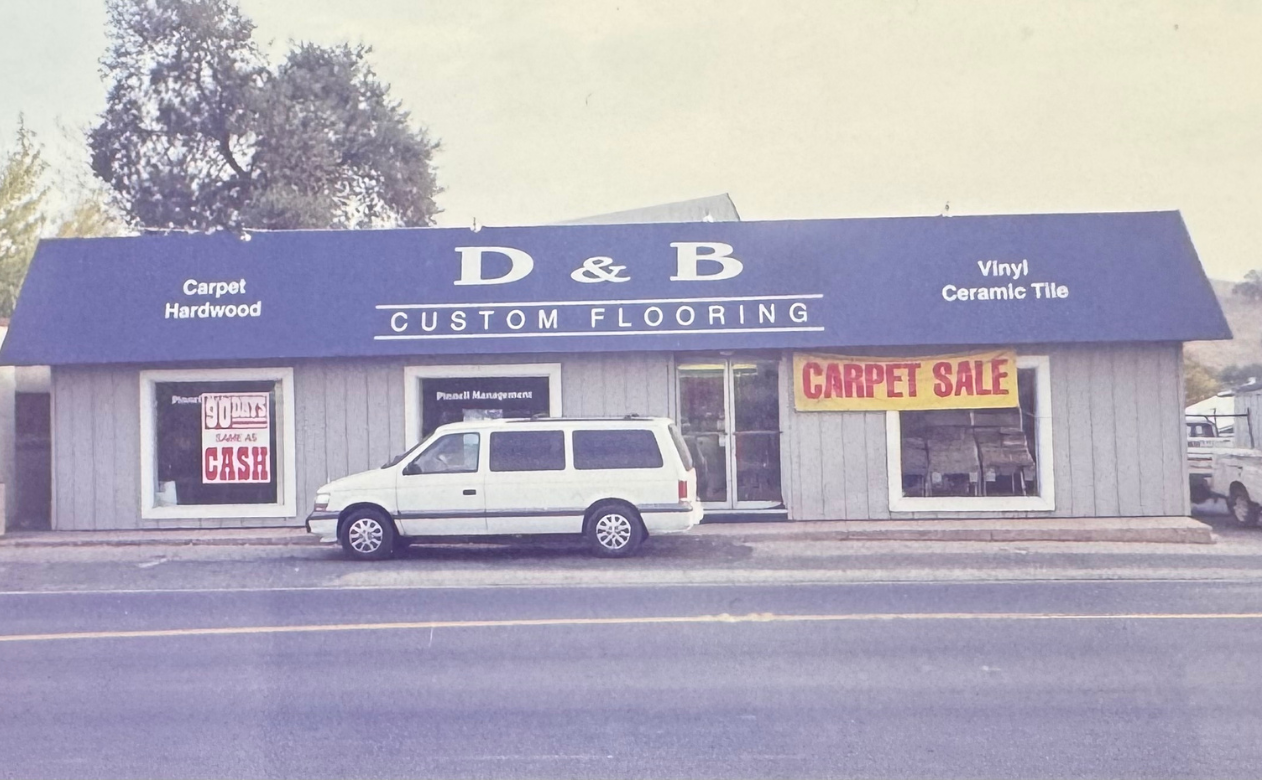 D & B
CUSTOM FLOORING
Carpet
Hardwood
Vinyl
Ceramic Tile
90 DAYS
SAME AS
CASH
Pinnell Management
CARPET SALE